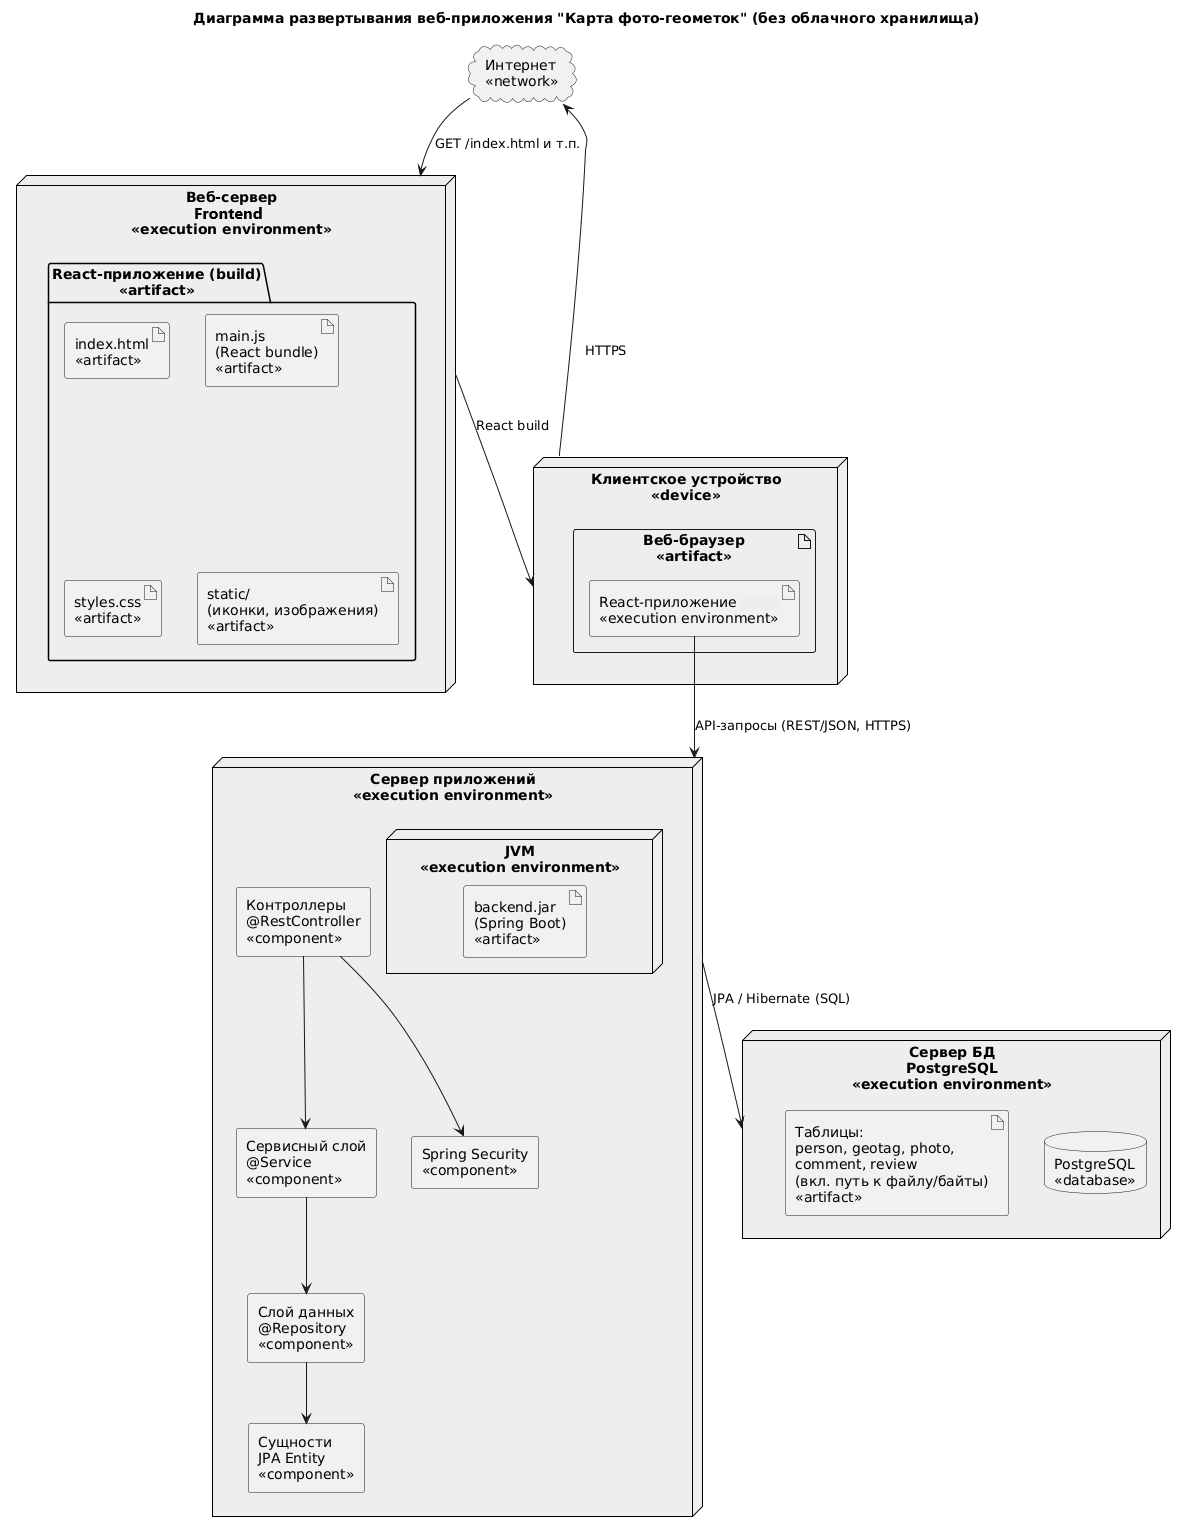 Диаграмма развертывания веб-приложения "Карта фото-геометок" (без облачного хранилища)
Интернет
«network»
GET /index.html и т.п.
Веб-сервер
Frontend
«execution environment»
React-приложение (build)
«artifact»
index.html
«artifact»
main.js
(React bundle)
«artifact»
styles.css
«artifact»
static/
(иконки, изображения)
«artifact»
HTTPS
React build
Клиентское устройство
«device»
Веб-браузер
«artifact»
React-приложение
«execution environment»
API-запросы (REST/JSON, HTTPS)
Сервер приложений
«execution environment»
JVM
«execution environment»
backend.jar
(Spring Boot)
«artifact»
Контроллеры
@RestController
«component»
Сервисный слой
@Service
«component»
Spring Security
«component»
Слой данных
@Repository
«component»
Сущности
JPA Entity
«component»
JPA / Hibernate (SQL)
Сервер БД
PostgreSQL
«execution environment»
Таблицы:
person, geotag, photo,
comment, review
(вкл. путь к файлу/байты)
«artifact»
PostgreSQL
«database»